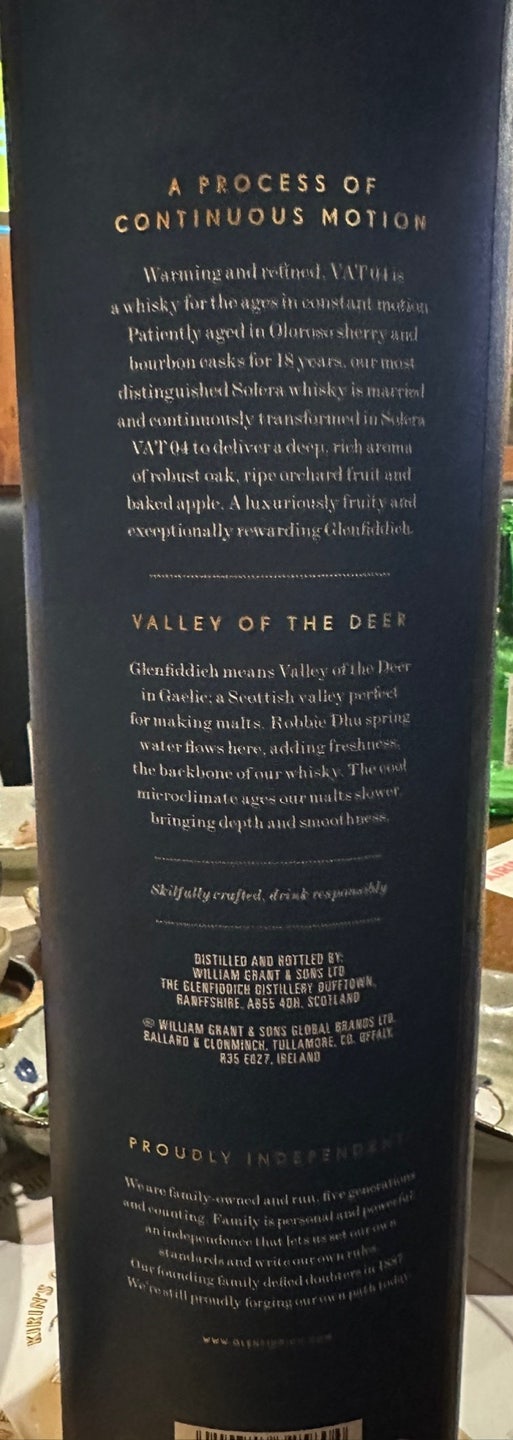 A PROCESS OF
CONTINUOUS MOTION
Warming and refined, VAT 04 is
a whisky for the ages in constant motion
Patiently aged in Oloroso sherry and
bourbon casks for 18 years, our most
distinguished Solera whisky is married
and continuously transformed in Solera
VAT 04 to deliver a deep, rich aroma
of robust oak, ripe orchard fruit and
baked apple. A luxuriously fruity and
exceptionally rewarding Glenfiddich.
VALLEY OF THE DEER
Glenfiddich means Valley of the Deer
in Gaelic; a Scottish valley perfect
for making malts. Robbie Dhu spring
water flows here, adding freshness,
the backbone of our whisky. The cool
microclimate ages our malts slower,
bringing depth and smoothness.
Skilfully crafted, drink responsibly
DISTILLED AND BOTTLED BY:
WILLIAM GRANT & SONS LTD
THE GLENFIDDICH DISTILLERY DUFFTOWN,
BANFFSHIRE, AB55 4DH, SCOTLAND
WILLIAM GRANT & SONS GLOBAL BRANDS LTD.
BALLARD & CLONMINCH, TULLAMORE, CO. OFFALY,
R35 E027, IRELAND
PROUDLY INDEPENDENT
We are family-owned and run, five generations
and counting. Family is personal and powerful:
an independence that lets us set our own
standards and write our own rules.
Our founding family defied doubters in 1887.
We're still proudly forging our own path today.
WWW.GLENFIDDICH.COM
KIRIN'S